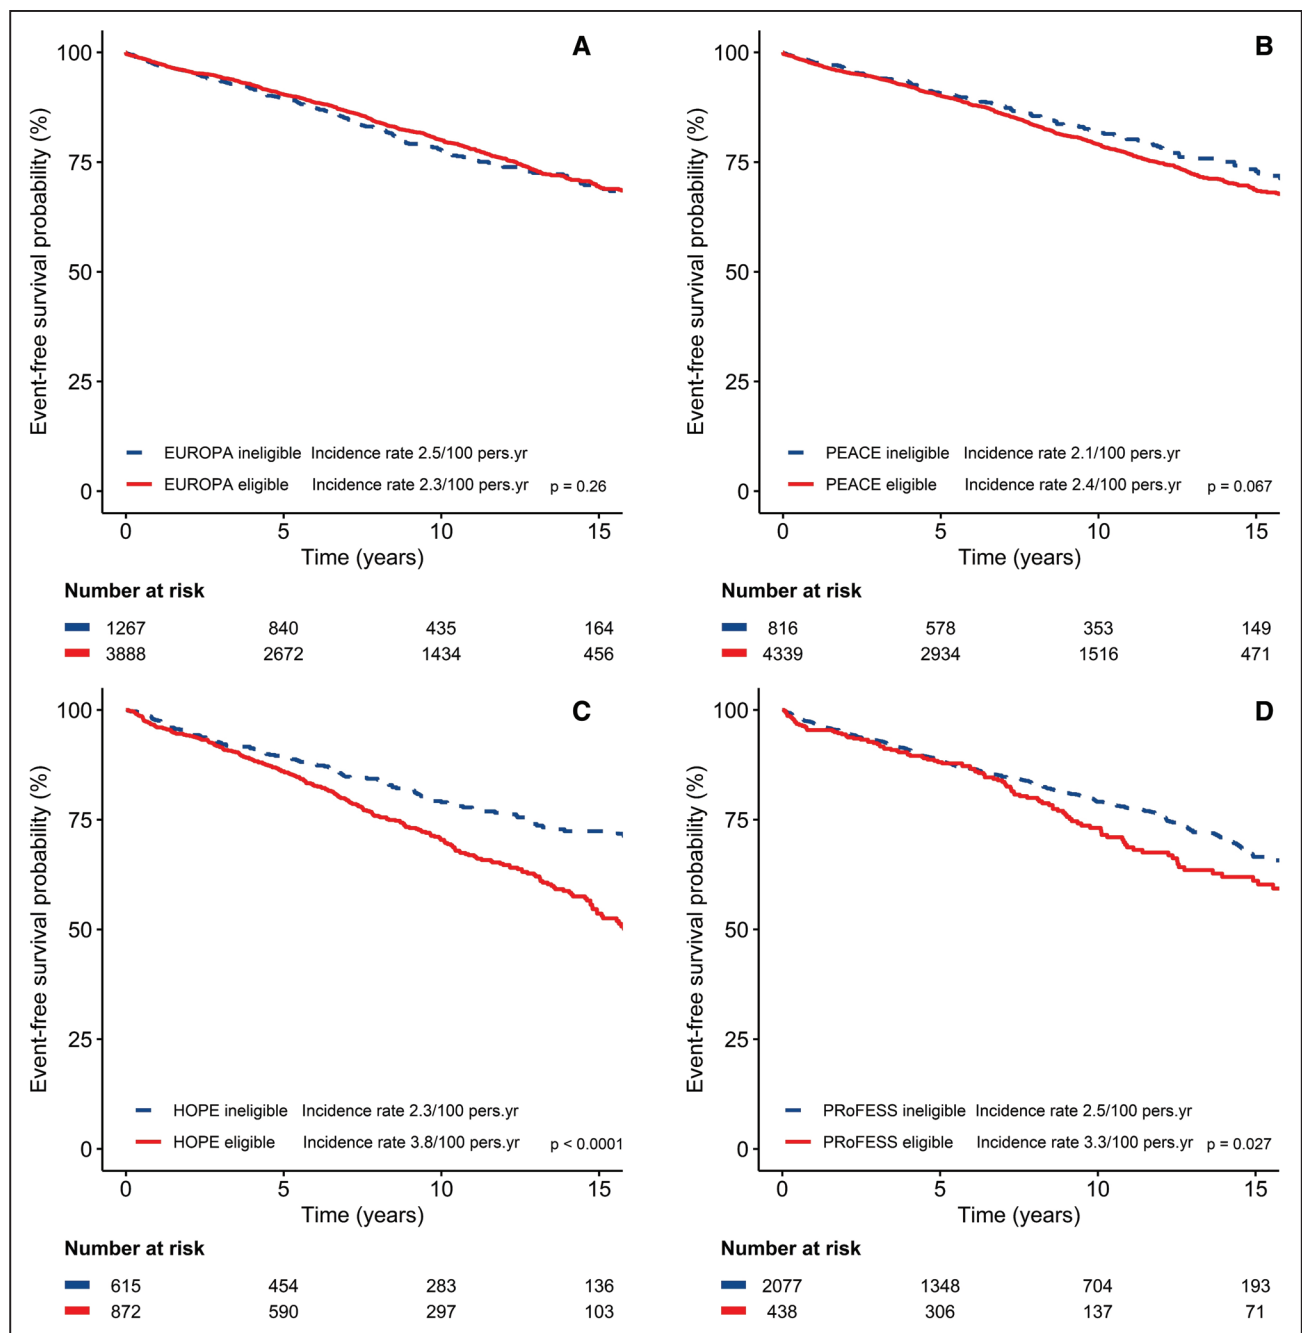 A
Event-free survival probability (%)
100
75
50
25
0
EUROPA ineligible Incidence rate 2.5/100 pers.yr
EUROPA eligible Incidence rate 2.3/100 pers.yr p = 0.26
0 5 10 15
Time (years)
Number at risk
1267 840 435 164
3888 2672 1434 456
B
Event-free survival probability (%)
100
75
50
25
0
PEACE ineligible Incidence rate 2.1/100 pers.yr
PEACE eligible Incidence rate 2.4/100 pers.yr p = 0.067
0 5 10 15
Time (years)
Number at risk
816 578 353 149
4339 2934 1516 471
C
Event-free survival probability (%)
100
75
50
25
0
HOPE ineligible Incidence rate 2.3/100 pers.yr
HOPE eligible Incidence rate 3.8/100 pers.yr p < 0.0001
0 5 10 15
Time (years)
Number at risk
615 454 283 136
872 590 297 103
D
Event-free survival probability (%)
100
75
50
25
0
PRoFESS ineligible Incidence rate 2.5/100 pers.yr
PRoFESS eligible Incidence rate 3.3/100 pers.yr p = 0.027
0 5 10 15
Time (years)
Number at risk
2077 1348 704 193
438 306 137 71